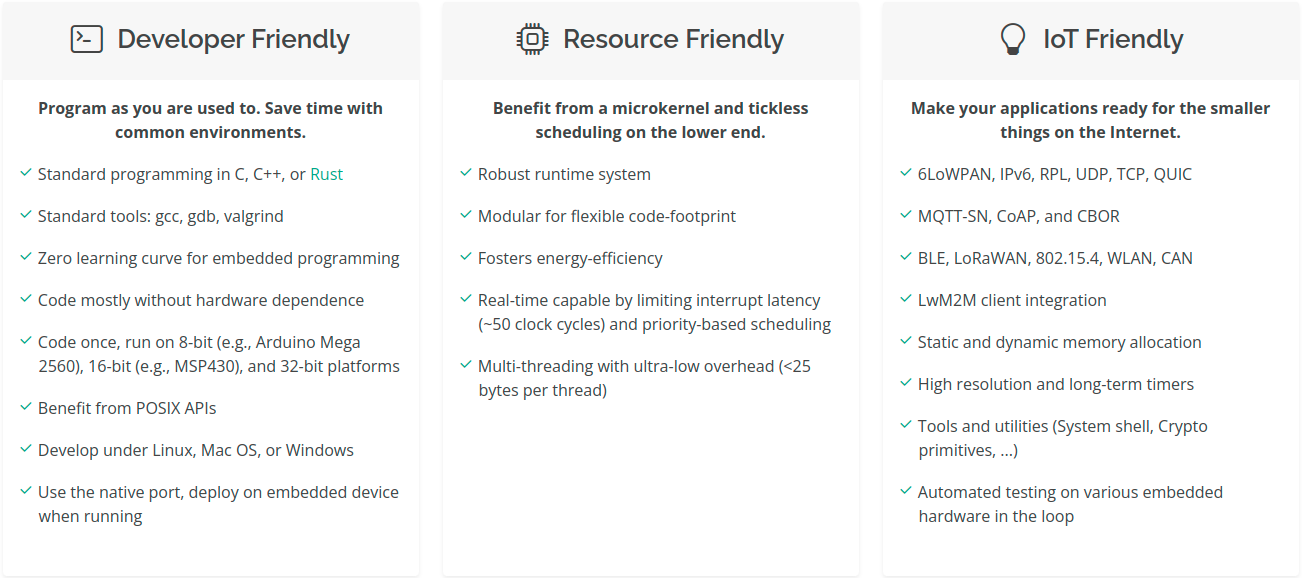 Developer Friendly
Program as you are used to. Save time with
common environments.
Standard programming in C, C++, or Rust
Standard tools: gcc, gdb, valgrind
Zero learning curve for embedded programming
Code mostly without hardware dependence
Code once, run on 8-bit (e.g., Arduino Mega
2560), 16-bit (e.g., MSP430), and 32-bit platforms
Benefit from POSIX APIs
Develop under Linux, Mac OS, or Windows
Use the native port, deploy on embedded device
when running
Resource Friendly
Benefit from a microkernel and tickless
scheduling on the lower end.
Robust runtime system
Modular for flexible code-footprint
Fosters energy-efficiency
Real-time capable by limiting interrupt latency
(~50 clock cycles) and priority-based scheduling
Multi-threading with ultra-low overhead (<25
bytes per thread)
IoT Friendly
Make your applications ready for the smaller
things on the Internet.
6LoWPAN, IPv6, RPL, UDP, TCP, QUIC
MQTT-SN, CoAP, and CBOR
BLE, LoRaWAN, 802.15.4, WLAN, CAN
LwM2M client integration
Static and dynamic memory allocation
High resolution and long-term timers
Tools and utilities (System shell, Crypto
primitives, ...)
Automated testing on various embedded
hardware in the loop